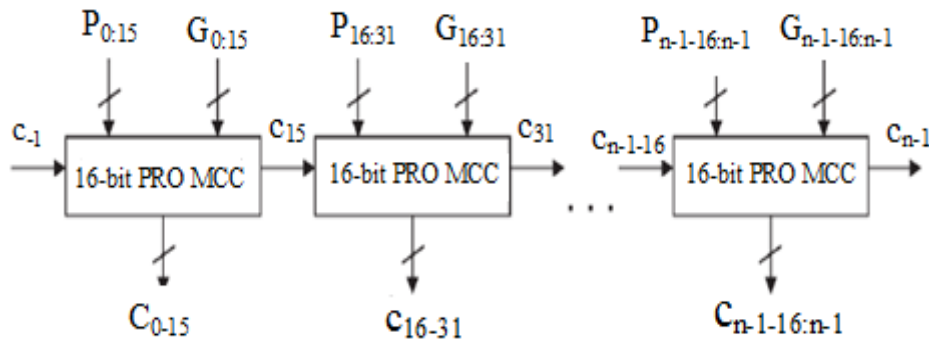 P0:15 G0:15 P16:31 G16:31 Pn-1-16:n-1 Gn-1-16:n-1
c-1 c15 c31 cn-1-16 cn-1
16-bit PRO MCC 16-bit PRO MCC 16-bit PRO MCC
. . .
C0-15 c16-31 cn-1-16:n-1